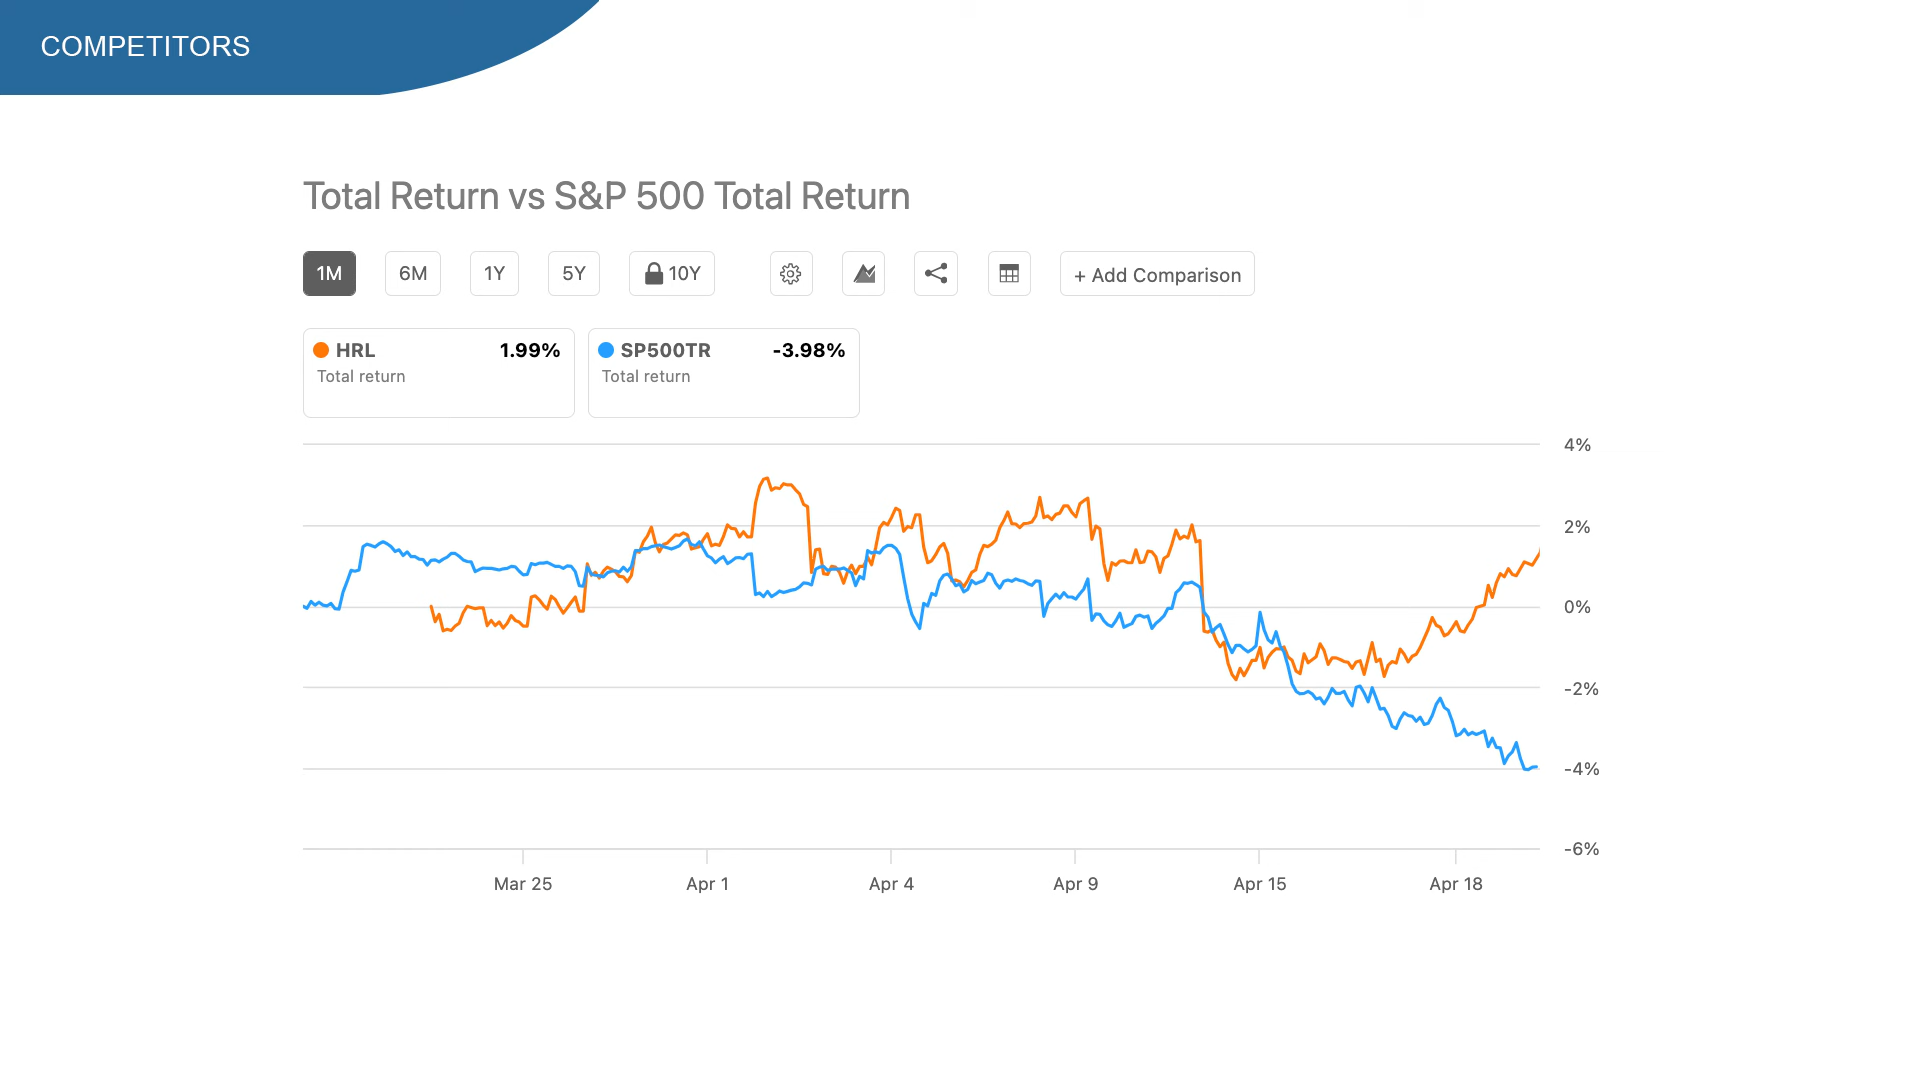 COMPETITORS
Total Return vs S&P 500 Total Return
1M 6M 1Y 5Y 10Y + Add Comparison
HRL 1.99% SP500TR -3.98%
Total return Total return
4%
2%
0%
-2%
-4%
-6%
Mar 25 Apr 1 Apr 4 Apr 9 Apr 15 Apr 18